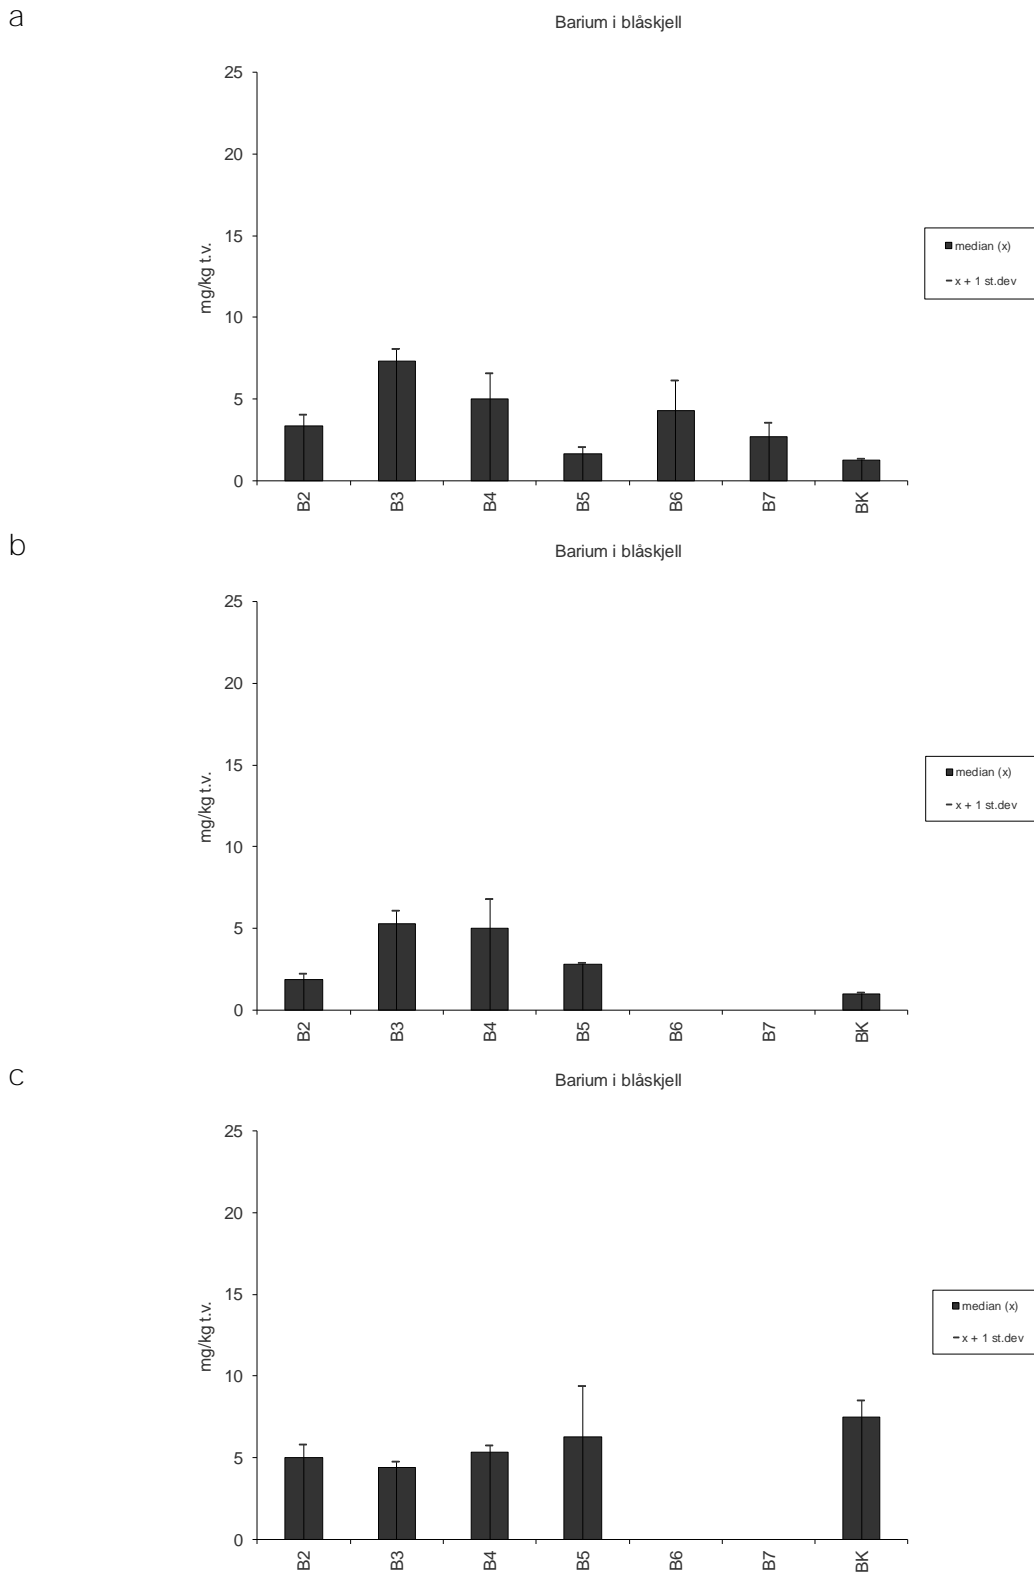 a
Barium i blåskjell
25
20
15
10
5
0
mg/kg t.v.
median (x)
x + 1 st.dev
B2 B3 B4 B5 B6 B7 BK
b
Barium i blåskjell
25
20
15
10
5
0
mg/kg t.v.
median (x)
x + 1 st.dev
B2 B3 B4 B5 B6 B7 BK
c
Barium i blåskjell
25
20
15
10
5
0
mg/kg t.v.
median (x)
x + 1 st.dev
B2 B3 B4 B5 B6 B7 BK